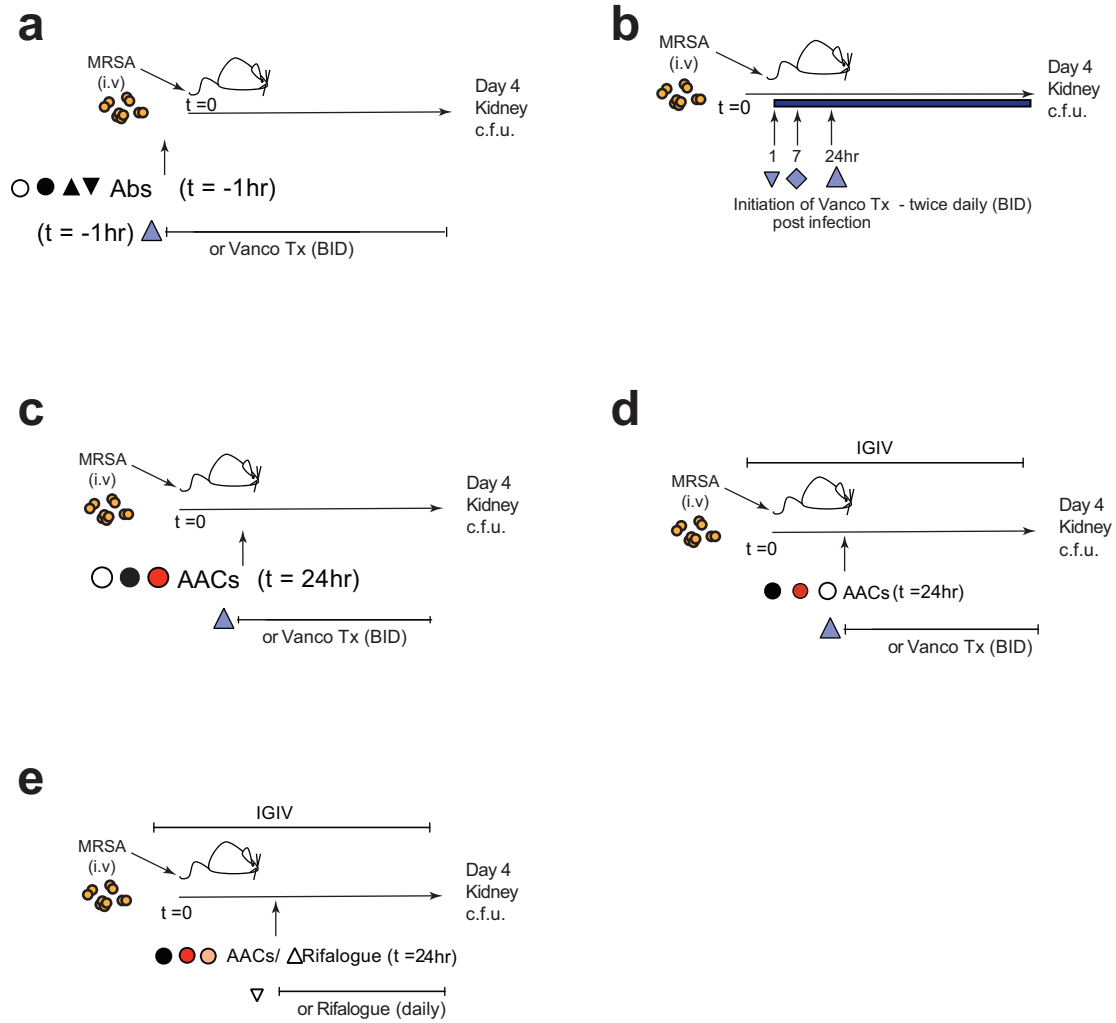 a
MRSA
(i.v)
t =0
Day 4
Kidney
c.f.u.
Abs (t = -1hr)
(t = -1hr)
or Vanco Tx (BID)
b
MRSA
(i.v)
t =0
Day 4
Kidney
c.f.u.
1 7 24hr
Initiation of Vanco Tx - twice daily (BID)
post infection
c
MRSA
(i.v)
t =0
Day 4
Kidney
c.f.u.
AACs (t = 24hr)
or Vanco Tx (BID)
d
IGIV
MRSA
(i.v)
t =0
Day 4
Kidney
c.f.u.
AACs (t =24hr)
or Vanco Tx (BID)
e
IGIV
MRSA
(i.v)
t =0
Day 4
Kidney
c.f.u.
AACs/ Rifalogue (t =24hr)
or Rifalogue (daily)